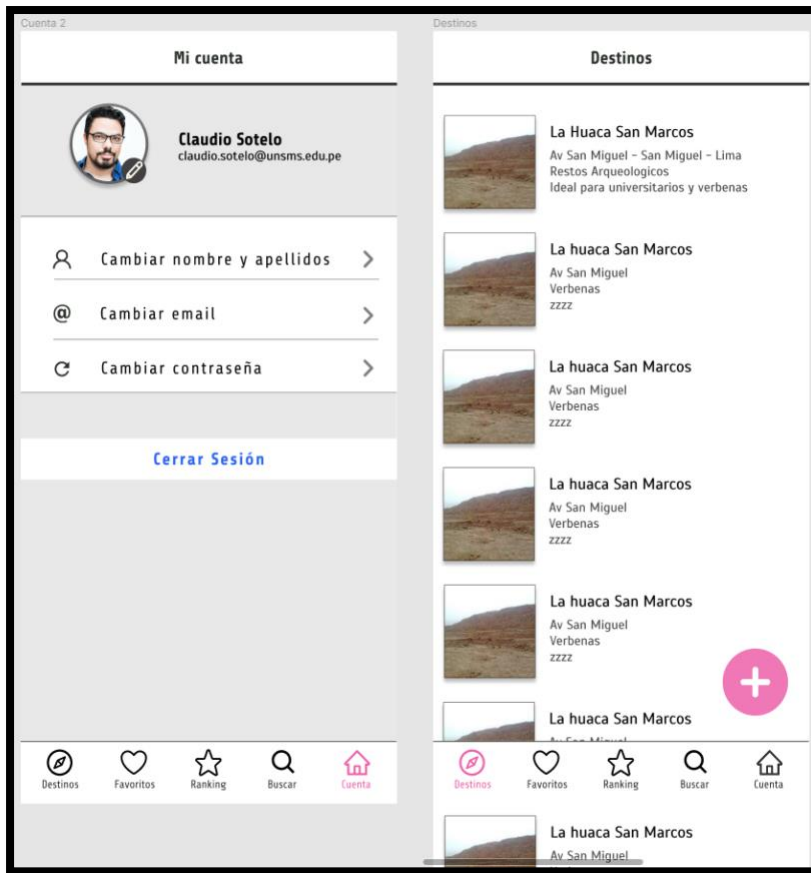 Cuenta 2
Mi cuenta
Claudio Sotelo
claudio.sotelo@unsms.edu.pe
Cambiar nombre y apellidos
@ Cambiar email
Cambiar contraseña
Cerrar Sesión
Destinos
Favoritos
Ranking
Buscar
Cuenta
Destinos
Destinos
La Huaca San Marcos
Av San Miguel - San Miguel - Lima
Restos Arqueologicos
Ideal para universitarios y verbenas
La huaca San Marcos
Av San Miguel
Verbenas
zzzz
La huaca San Marcos
Av San Miguel
Verbenas
zzzz
La huaca San Marcos
Av San Miguel
Verbenas
zzzz
La huaca San Marcos
Av San Miguel
Verbenas
zzzz
La huaca San Marcos
Av San Miguel
Destinos
Favoritos
Ranking
Buscar
Cuenta
La huaca San Marcos
Av San Miguel